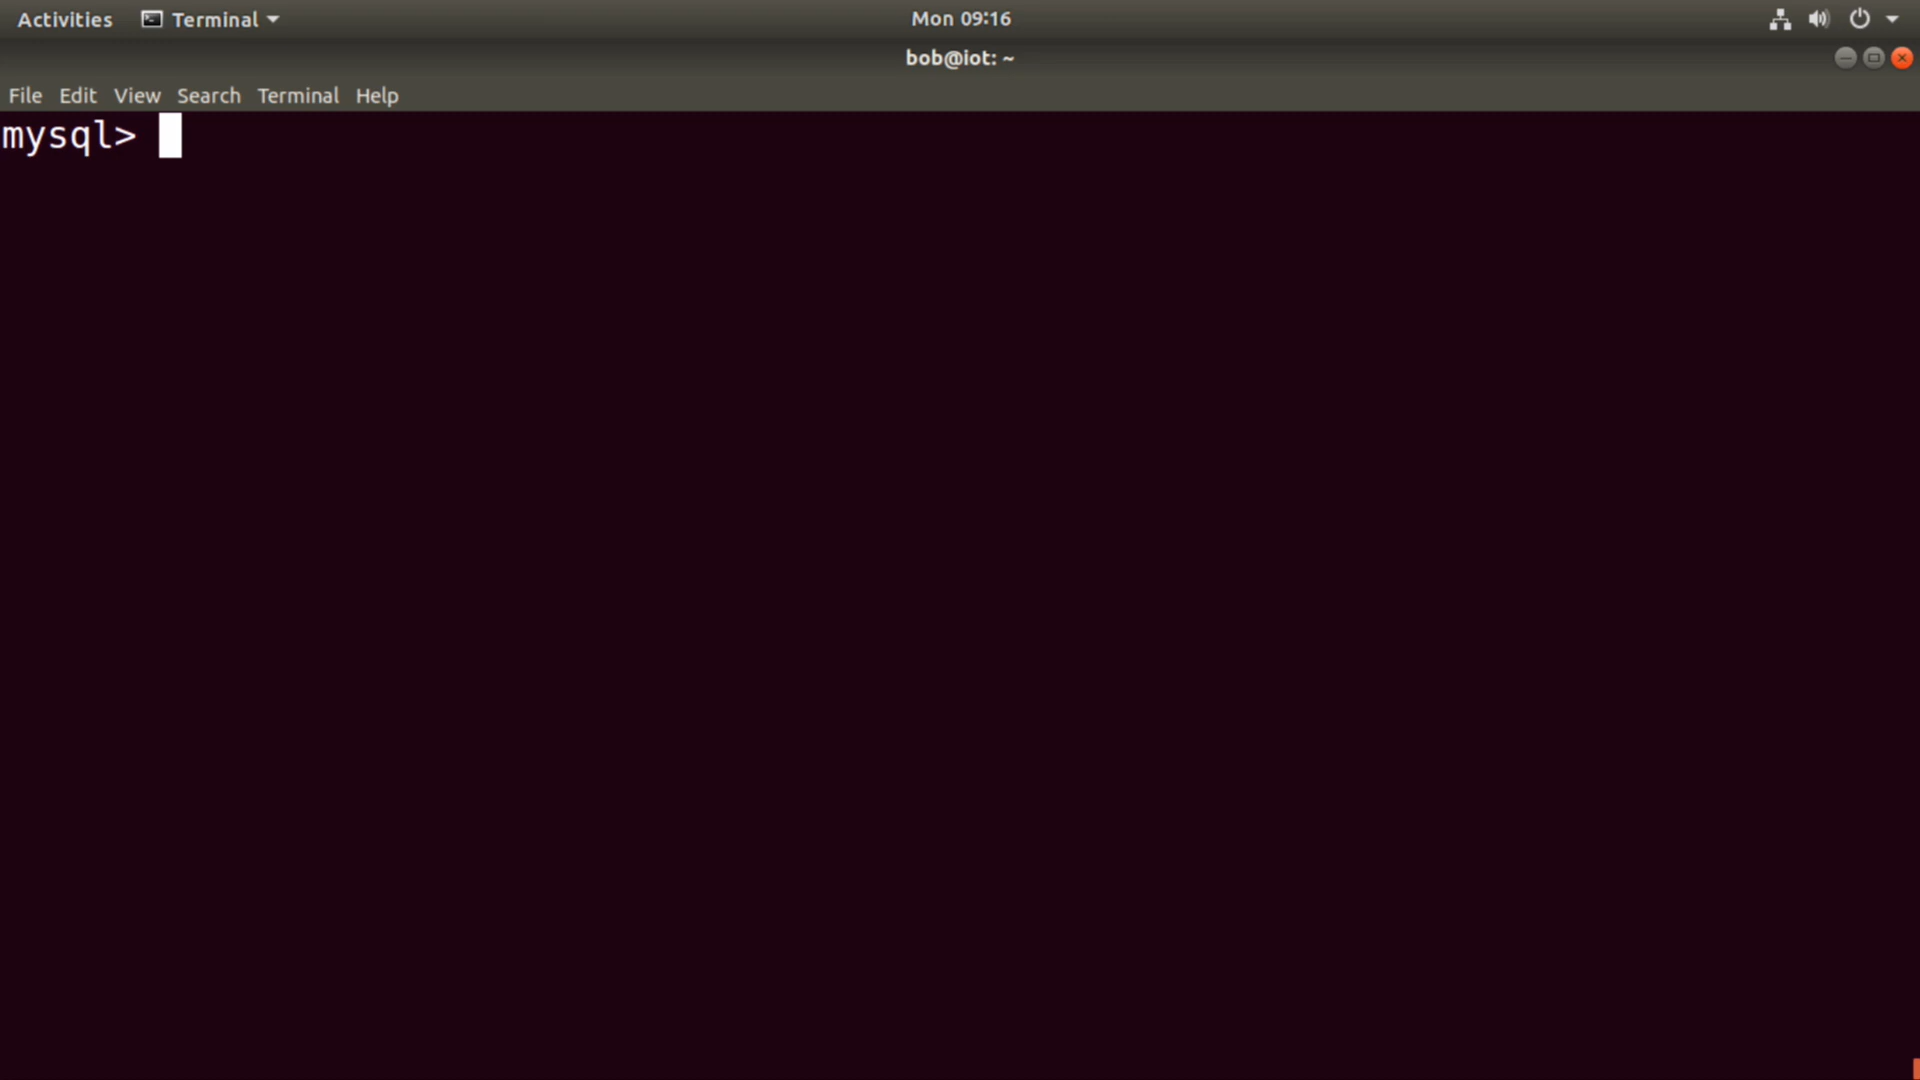 Activities Terminal Mon 09:16
bob@iot: ~
File Edit View Search Terminal Help
mysql>